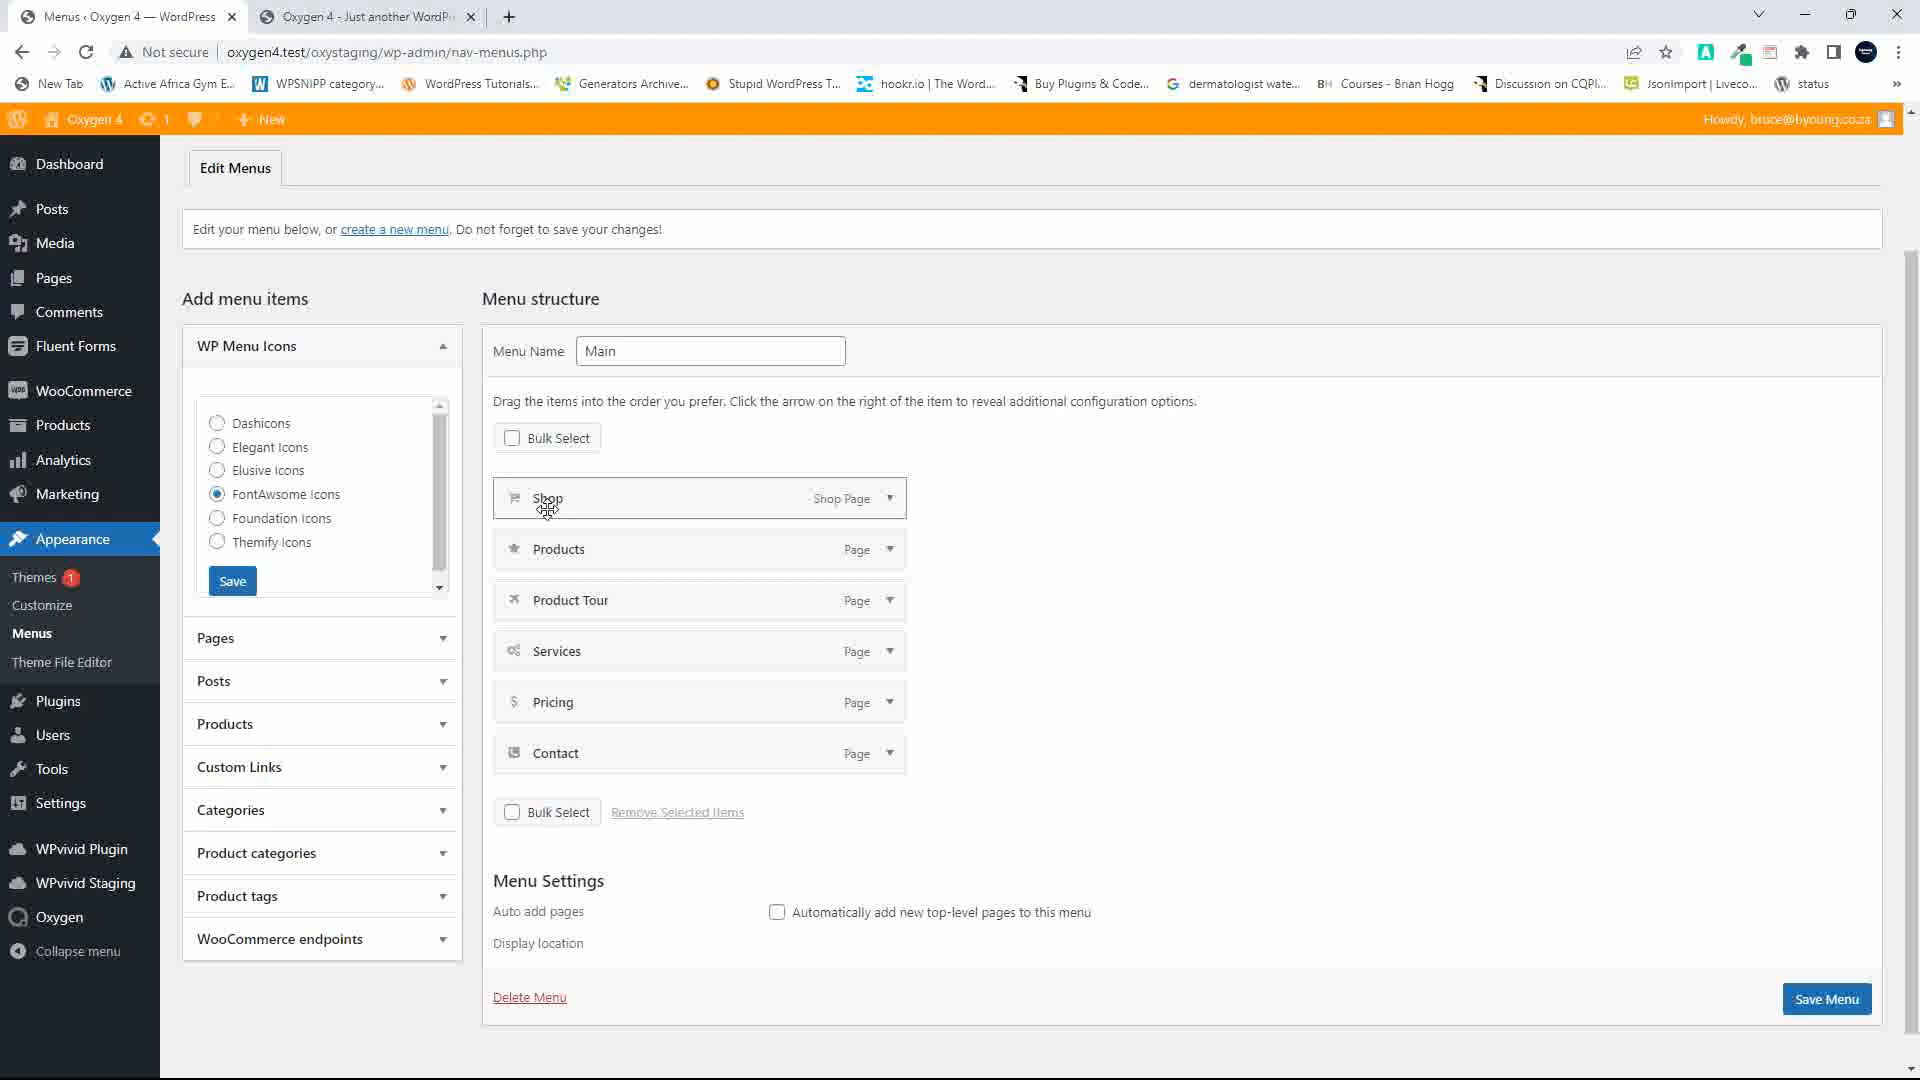 Menus ‹ Oxygen 4 — WordPress
Oxygen 4 - Just another WordP
Not secure
oxygen4.test/oxystaging/wp-admin/nav-menus.php
New Tab
Active Africa Gym E...
WPSNIPP category...
WordPress Tutorials...
Generators Archive...
Stupid WordPress T...
hookr.io | The Word...
Buy Plugins & Code...
dermatologist wate...
BH Courses - Brian Hogg
Discussion on CQPI...
Jsonimport | Liveco...
status
»
Oxygen 4
1
New
Howdy, bruce@byoung.co.za
Dashboard
Posts
Media
Pages
Comments
Fluent Forms
WooCommerce
Products
Analytics
Marketing
Appearance
Themes 1
Customize
Menus
Theme File Editor
Plugins
Users
Tools
Settings
WPvivid Plugin
WPvivid Staging
Oxygen
Collapse menu
Edit Menus
Edit your menu below, or create a new menu. Do not forget to save your changes!
Add menu items
WP Menu Icons
Dashicons
Elegant Icons
Elusive Icons
FontAwsome Icons
Foundation Icons
Themify Icons
Save
Pages
Posts
Products
Custom Links
Categories
Product categories
Product tags
WooCommerce endpoints
Menu structure
Menu Name Main
Drag the items into the order you prefer. Click the arrow on the right of the item to reveal additional configuration options.
Bulk Select
Shop Shop Page
Products Page
Product Tour Page
Services Page
Pricing Page
Contact Page
Bulk Select Remove Selected Items
Menu Settings
Auto add pages Automatically add new top-level pages to this menu
Display location
Delete Menu
Save Menu